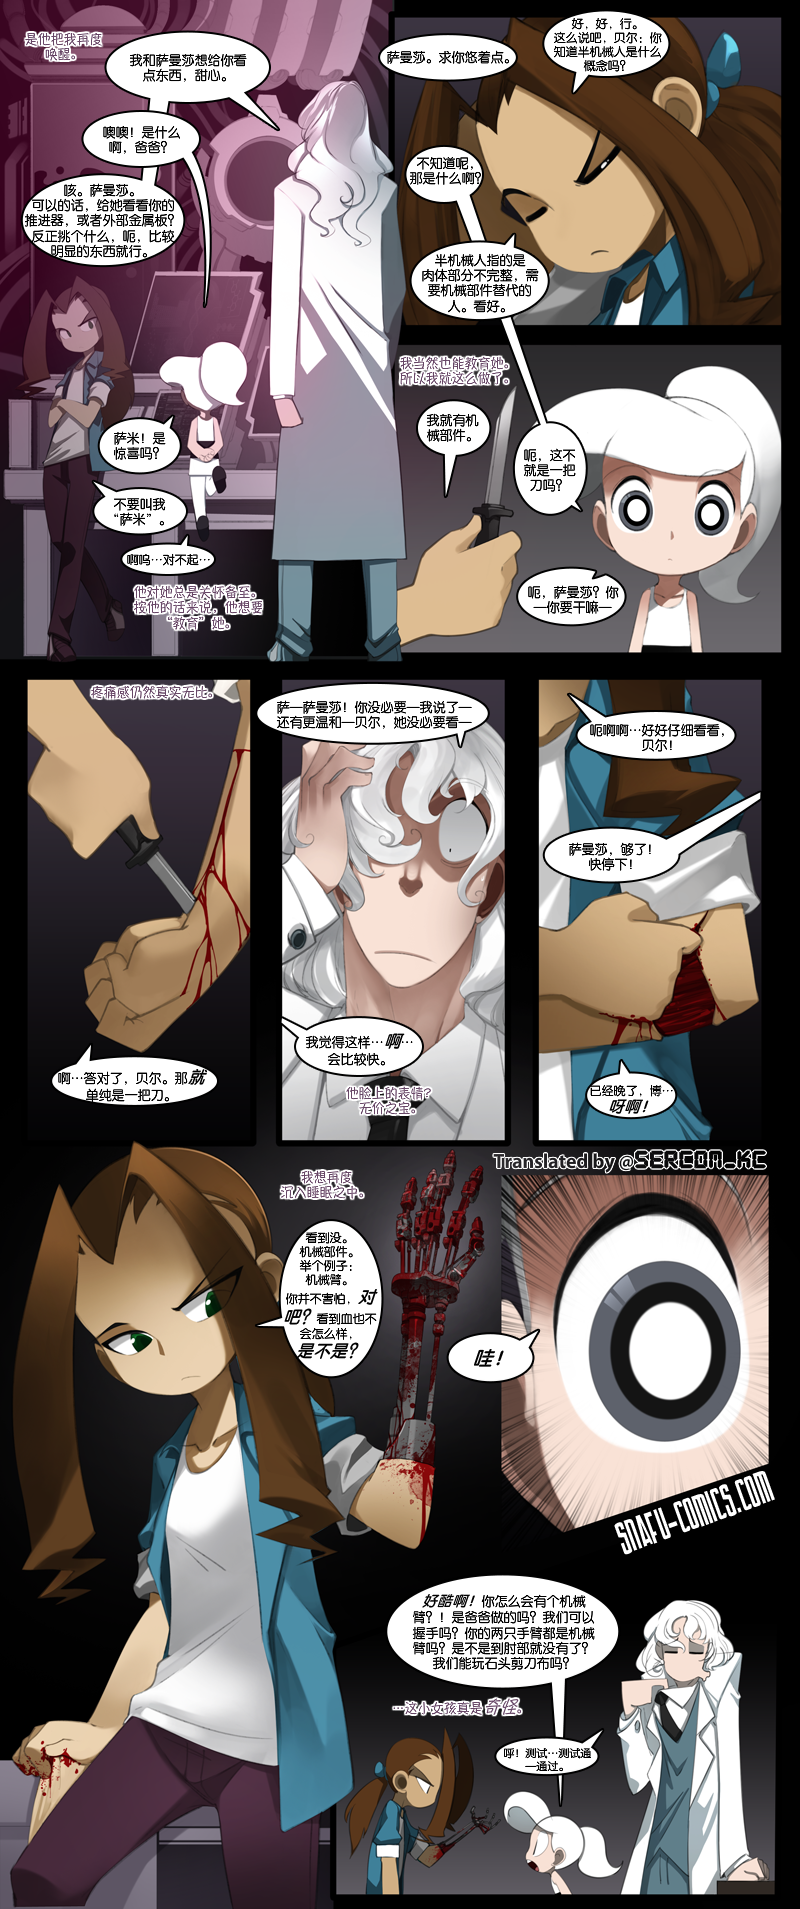 是他把我再度
唤醒。
我和萨曼莎想给你看
点东西，甜心。
噢噢！是什么
啊，爸爸？
咳。萨曼莎。
可以的话，给她看看你的
推进器，或者外部金属板？
反正挑个什么，呃，比较
明显的东西就行。
萨米！是
惊喜吗？
不要叫我
“萨米”。
啊呜…对不起…
他对她总是关怀备至。
按他的话来说，他想要
“教育”她。
萨曼莎。求你悠着点。
好，好，行。
这么说吧，贝尔：你
知道半机械人是什么
概念吗？
不知道呢，
那是什么啊？
半机械人指的是
肉体部分不完整，需
要机械部件替代的
人。看好。
我当然也能教育她。
所以我就这么做了。
我就有机
械部件。
呃，这不
就是一把
刀吗？
呃，萨曼莎？你
—你要干嘛—
疼痛感仍然真实无比。
啊…答对了，贝尔。那就
单纯是一把刀。
萨—萨曼莎！你没必要—我说了—
还有更温和—贝尔，她没必要看—
我觉得这样…啊…
会比较快。
他脸上的表情？
无价之宝。
呃啊啊…好好仔细看看，
贝尔！
萨曼莎，够了！
快停下！
已经晚了，博…
呀啊！
Translated by @SERCOM_KC
我想再度
沉入睡眠之中。
看到没。
机械部件。
举个例子：
机械臂。
你并不害怕，对
吧？看到血也不
会怎么样，
是不是？
哇！
SNAFU-COMICS.COM
好酷啊！你怎么会有个机械
臂？！是爸爸做的吗？我们可以
握手吗？你的两只手臂都是机械
臂吗？是不是到肘部就没有了？
我们能玩石头剪刀布吗？
…这小女孩真是奇怪。
呼！测试…测试通
—通过。